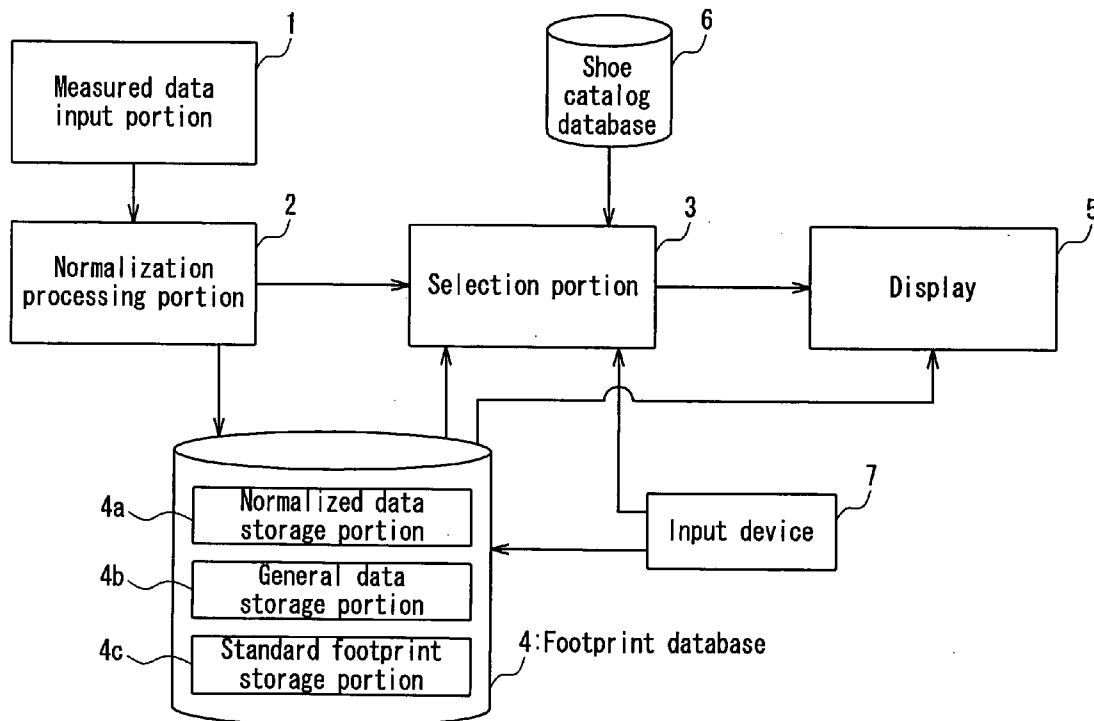 1
Measured data
input portion
6
Shoe
catalog
database
2
Normalization
processing portion
3
Selection portion
5
Display
4a
Normalized data
storage portion
4b
General data
storage portion
4c
Standard footprint
storage portion
7
Input device
4:Footprint database